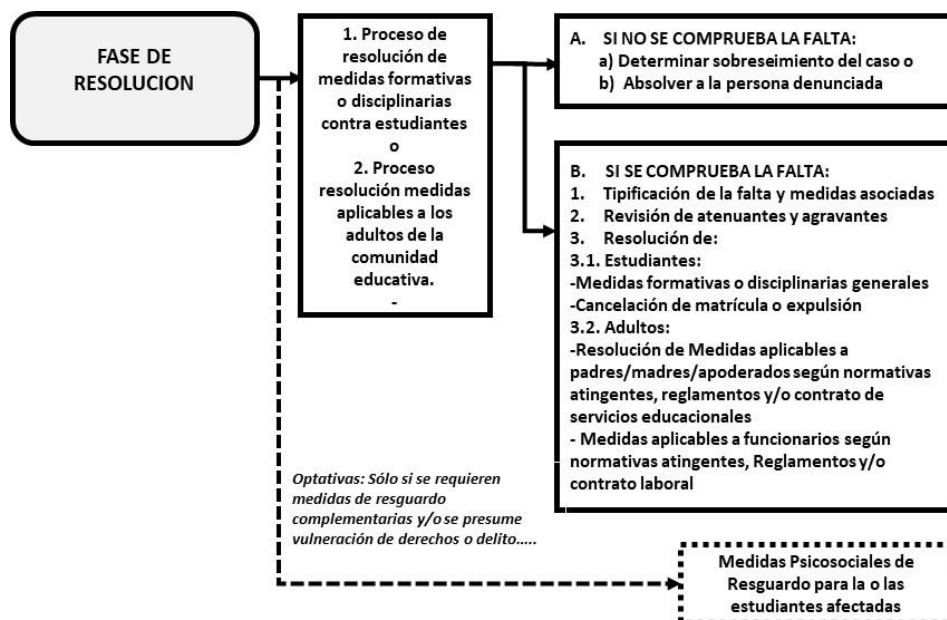 FASE DE
RESOLUCION
1. Proceso de
resolución de
medidas formativas
o disciplinarias
contra estudiantes
o
2. Proceso
resolución medidas
aplicables a los
adultos de la
comunidad
educativa.
-
A. SI NO SE COMPRUEBA LA FALTA:
a) Determinar sobreseimiento del caso o
b) Absolver a la persona denunciada
B. SI SE COMPRUEBA LA FALTA:
1. Tipificación de la falta y medidas asociadas
2. Revisión de atenuantes y agravantes
3. Resolución de:
3.1. Estudiantes:
-Medidas formativas o disciplinarias generales
-Cancelación de matrícula o expulsión
3.2. Adultos:
-Resolución de Medidas aplicables a
padres/madres/apoderados según normativas
atingentes, reglamentos y/o contrato de
servicios educacionales
- Medidas aplicables a funcionarios según
normativas atingentes, Reglamentos y/o
contrato laboral
Optativas: Sólo si se requieren
medidas de resguardo
complementarias y/o se presume
vulneración de derechos o delito.....
Medidas Psicosociales de
Resguardo para la o las
estudiantes afectadas